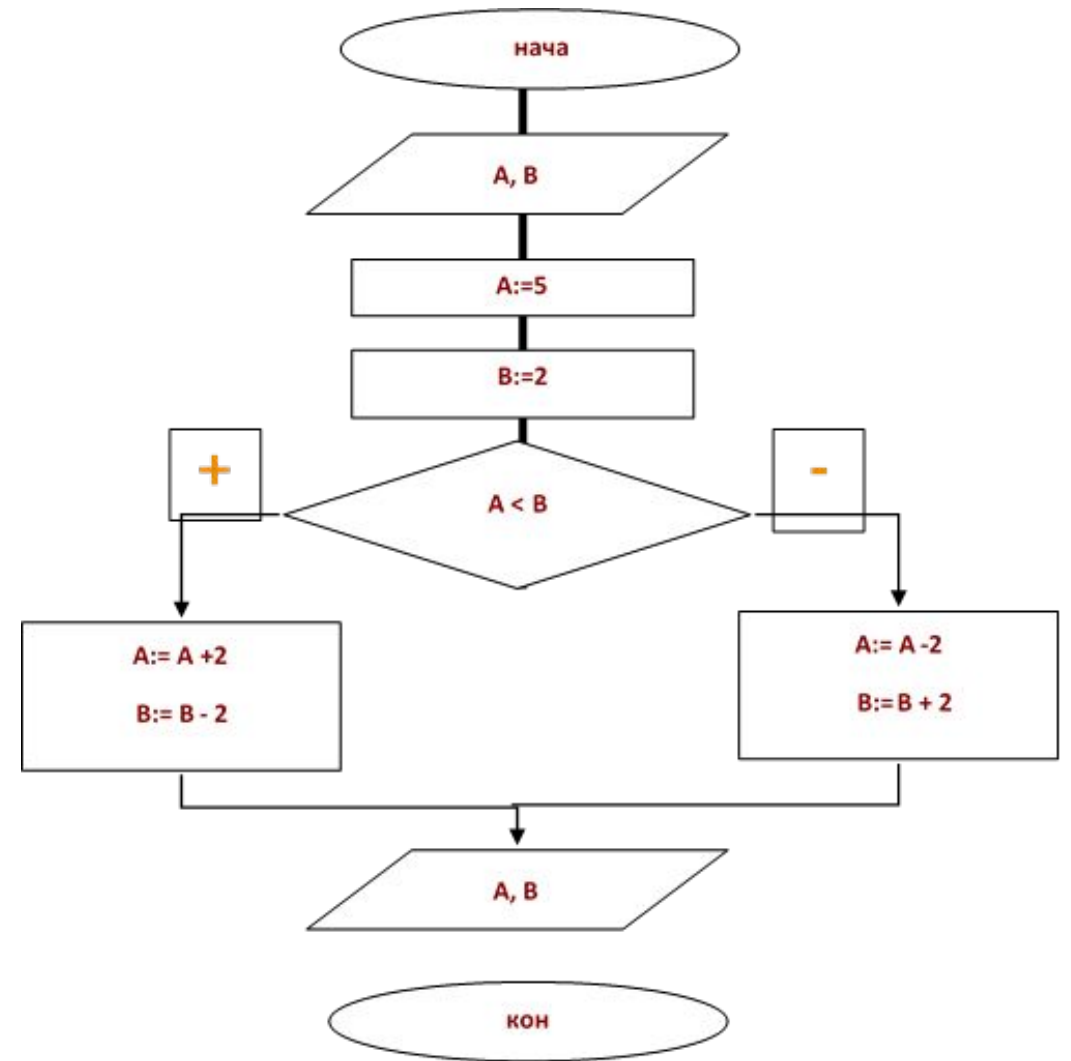 нача
A, B
A:=5
B:=2
+
-
A < B
A:= A +2
B:= B - 2
A:= A -2
B:= B + 2
A, B
кон